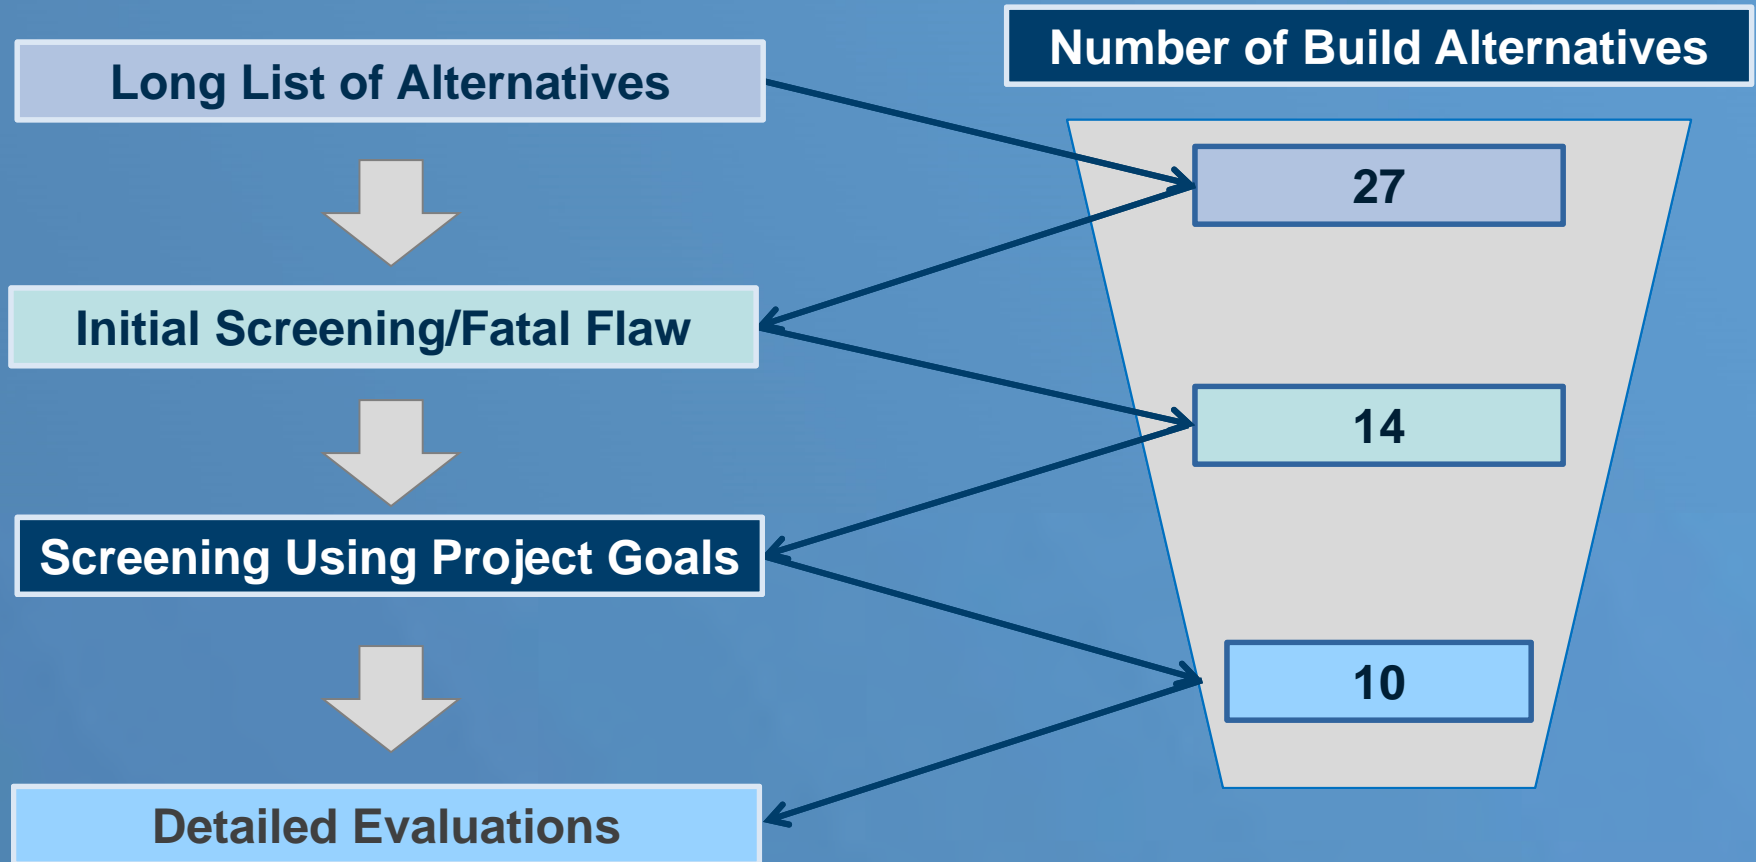 Number of Build Alternatives
Long List of Alternatives
27
Initial Screening/Fatal Flaw
14
Screening Using Project Goals
10
Detailed Evaluations